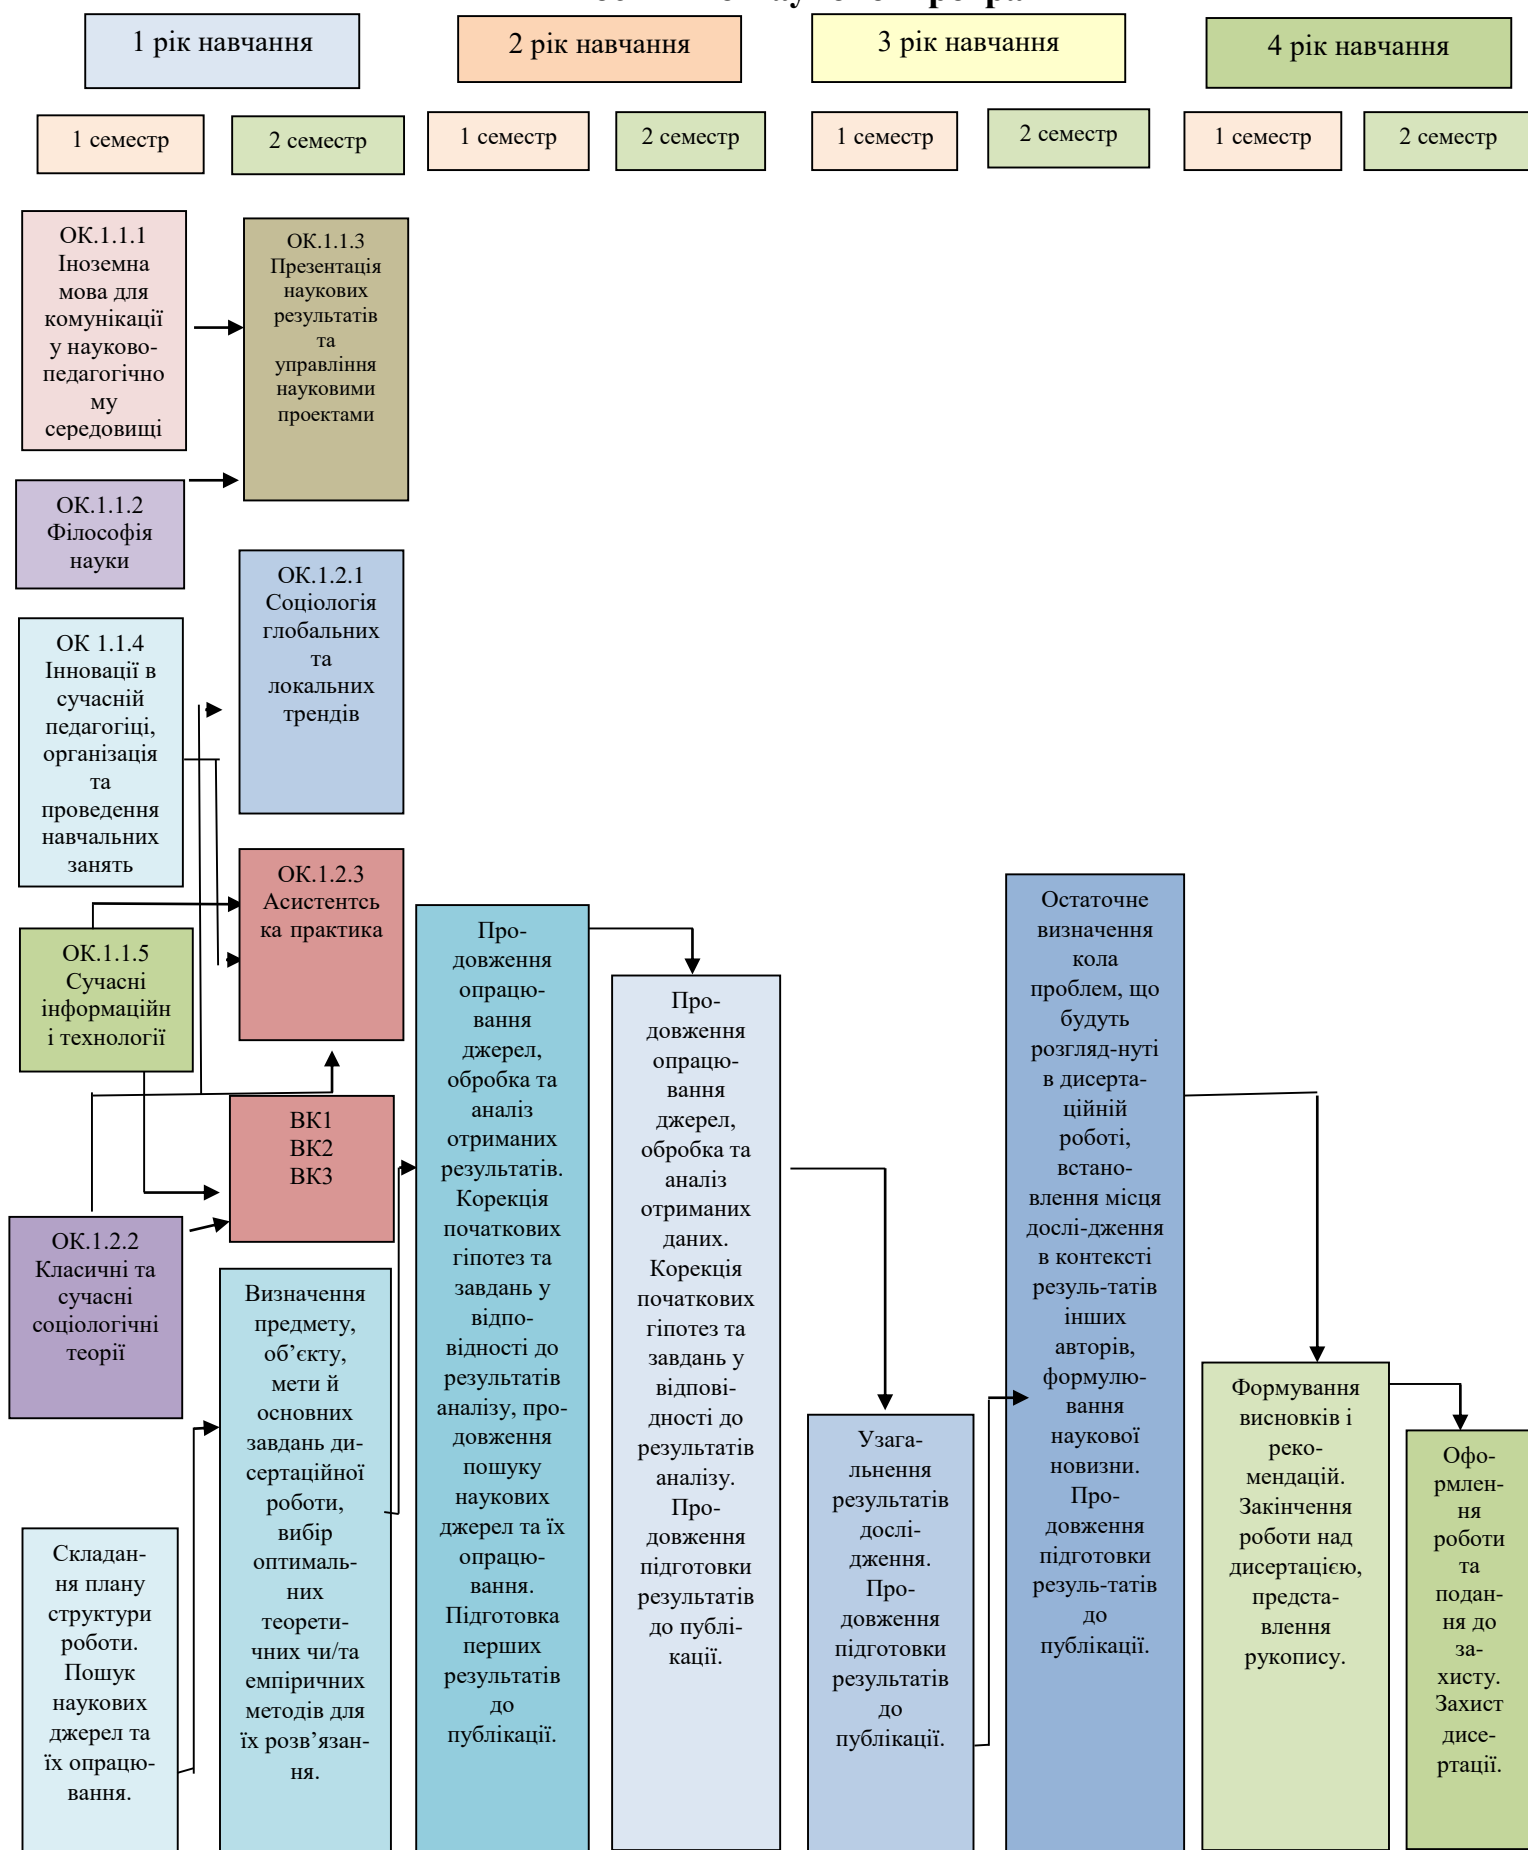 1 рік навчання
2 рік навчання
3 рік навчання
4 рік навчання
1 семестр
2 семестр
1 семестр
2 семестр
1 семестр
2 семестр
1 семестр
2 семестр
ОК.1.1.1
Іноземна
мова для
комунікації
у науково-
педагогічно
му
середовищі
ОК.1.1.3
Презентація
наукових
результатів
та
управління
науковими
проектами
ОК.1.1.2
Філософія
науки
ОК.1.2.1
Соціологія
глобальних
та
локальних
трендів
ОК 1.1.4
Інновації в
сучасній
педагогіці,
організація
та
проведення
навчальних
занять
ОК.1.2.3
Асистентсь
ка практика
ОК.1.1.5
Сучасні
інформаційн
і технології
ВК1
ВК2
ВК3
ОК.1.2.2
Класичні та
сучасні
соціологічні
теорії
Складан-
ня плану
структури
роботи.
Пошук
наукових
джерел та
їх опрацю-
вання.
Визначення
предмету,
об’єкту,
мети й
основних
завдань ди-
сертаційної
роботи,
вибір
оптималь-
них
теорети-
чних чи/та
емпіричних
методів для
їх розв’язан-
ня.
Про-
довження
опрацю-
вання
джерел,
обробка та
аналіз
отриманих
результатів.
Корекція
початкових
гіпотез та
завдань у
відпо-
відності до
результатів
аналізу, про-
довження
пошуку
наукових
джерел та їх
опрацю-
вання.
Підготовка
перших
результатів
до
публікації.
Про-
довження
опрацю-
вання
джерел,
обробка та
аналіз
отриманих
даних.
Корекція
початкових
гіпотез та
завдань у
відпові-
дності до
результатів
аналізу.
Про-
довження
підготовки
результатів
до публі-
кації.
Узага-
льнення
результатів
дослі-
дження.
Про-
довження
підготовки
результатів
до
публікації.
Остаточне
визначення
кола
проблем, що
будуть
розгляд-нуті
в дисерта-
ційній
роботі,
встано-
влення місця
дослі-дження
в контексті
резуль-татів
інших
авторів,
формулю-
вання
наукової
новизни.
Про-
довження
підготовки
резуль-татів
до
публікації.
Формування
висновків і
реко-
мендацій.
Закінчення
роботи над
дисертацією,
предста-
влення
рукопису.
Офо-
рмлен-
ня
роботи
та
подан-
ня до
за-
хисту.
Захист
дисе-
ртації.